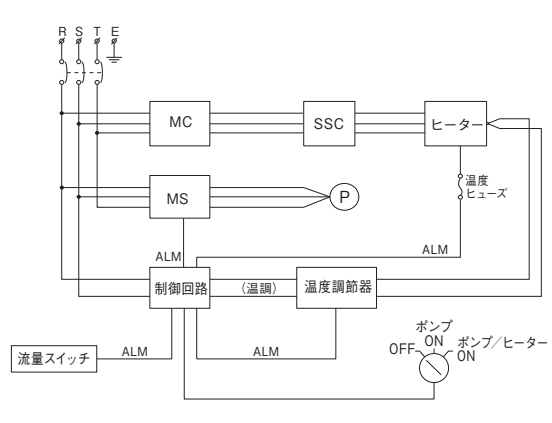 R S T E
MC
SSC
ヒーター
温度
ヒューズ
MS
P
ALM
ALM
制御回路
(温調)
温度調節器
流量スイッチ
ALM
ALM
ポンプ
ON
OFF
ポンプ/ヒーター
ON